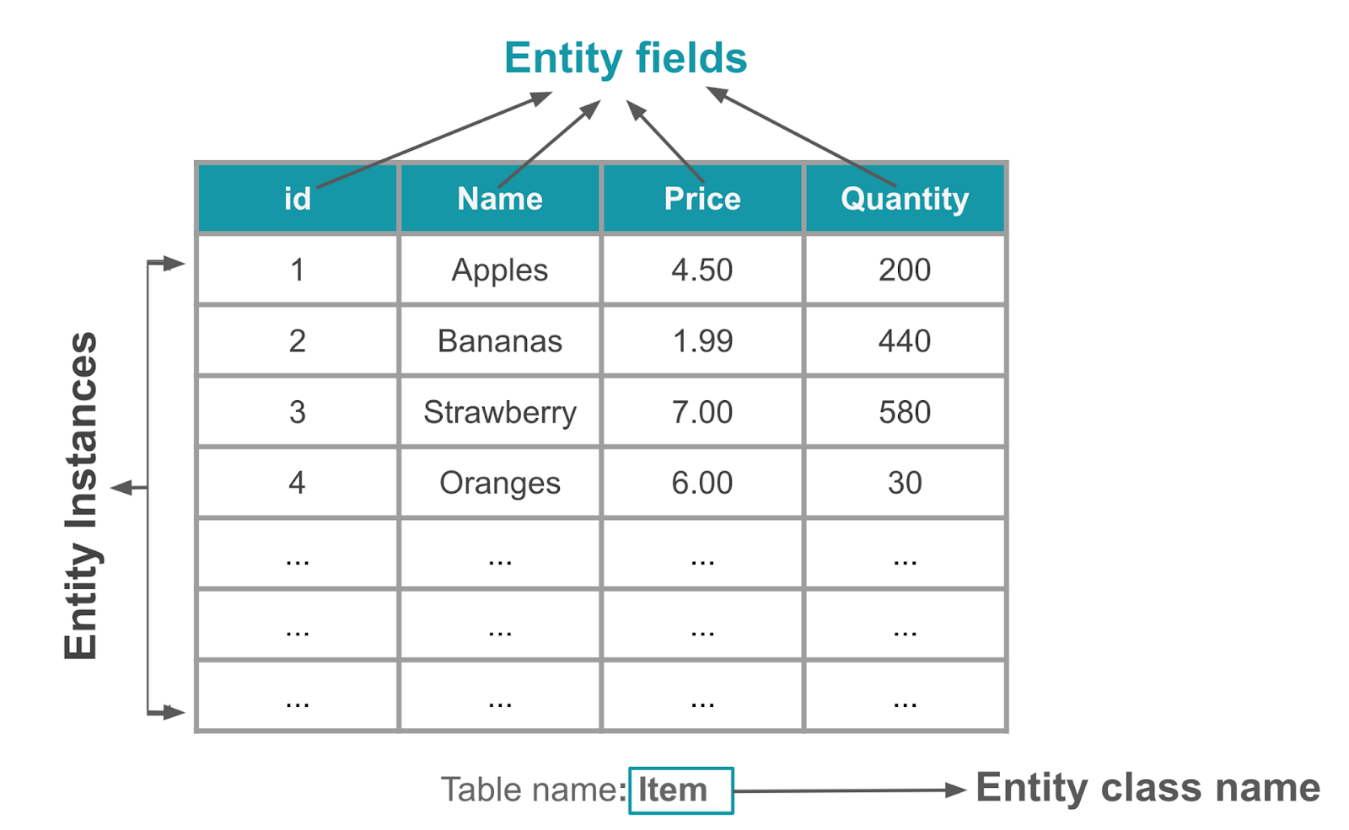 Entity fields
id Name Price Quantity
1 Apples 4.50 200
2 Bananas 1.99 440
3 Strawberry 7.00 580
4 Oranges 6.00 30
... ... ... ...
... ... ... ...
... ... ... ...
Entity Instances
Table name: Item
Entity class name